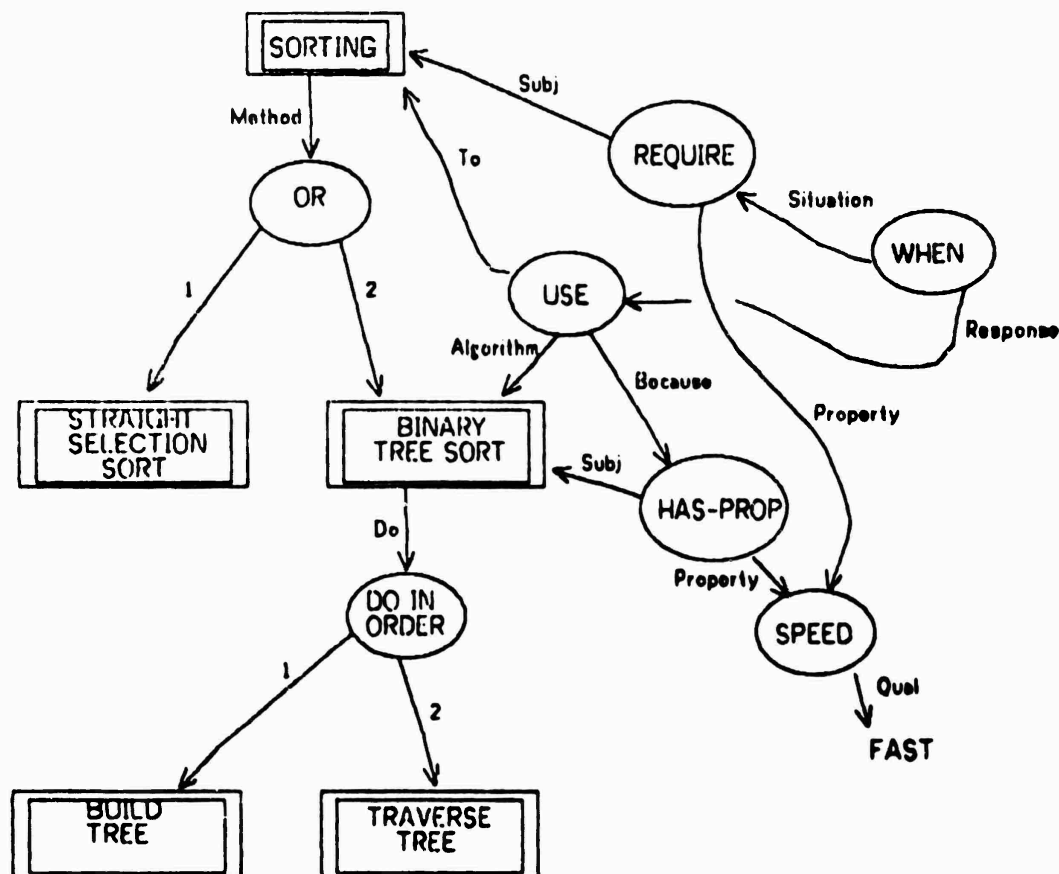 SORTING
Subj
Method
To
REQUIRE
OR
Situation
WHEN
1
2
USE
Response
Algorithm
Because
Property
STRAIGHT
SELECTION
SORT
BINARY
TREE SORT
Subj
HAS-PROP
Do
Property
DO IN
ORDER
SPEED
1
2
Qual
FAST
BUILD
TREE
TRAVERSE
TREE